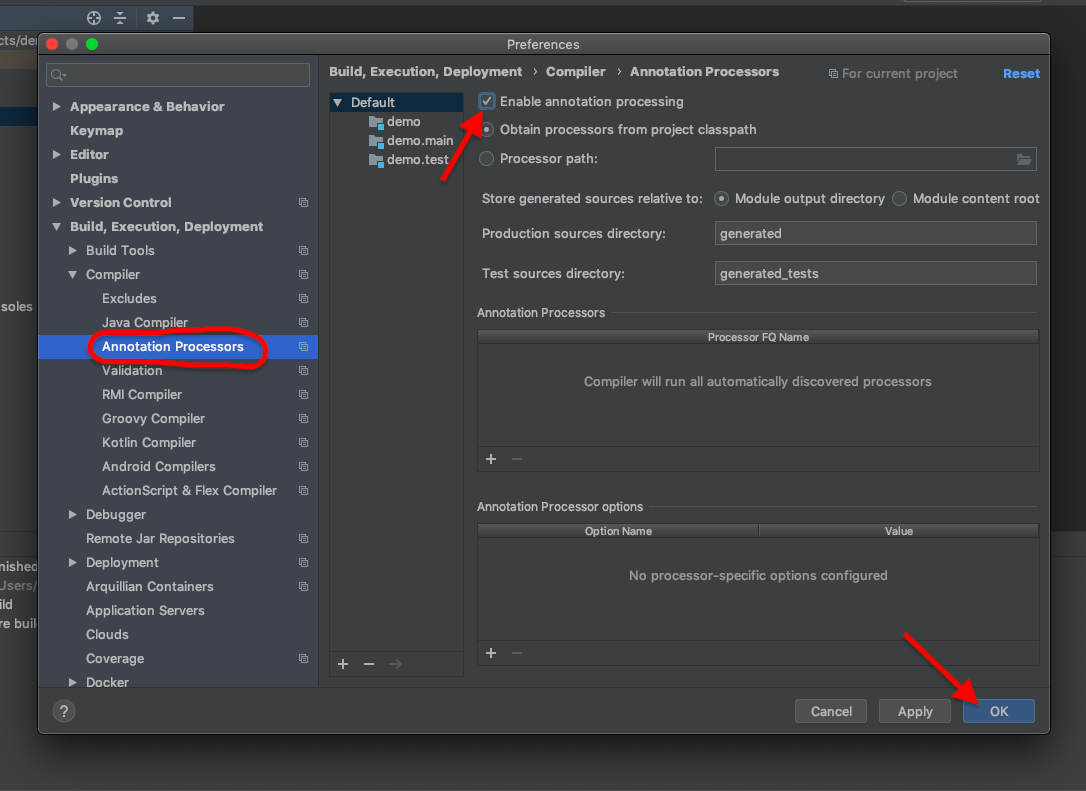 cts/de
Preferences
Appearance & Behavior
Keymap
Editor
Plugins
Version Control
Build, Execution, Deployment
Build Tools
Compiler
Excludes
Java Compiler
Annotation Processors
Validation
RMI Compiler
Groovy Compiler
Kotlin Compiler
Android Compilers
ActionScript & Flex Compiler
Debugger
Remote Jar Repositories
Deployment
Arquillian Containers
Application Servers
Clouds
Coverage
Docker
Build, Execution, Deployment › Compiler › Annotation Processors
For current project
Reset
Default
demo
demo.main
demo.test
Enable annotation processing
Obtain processors from project classpath
Processor path:
Store generated sources relative to: Module output directory Module content root
Production sources directory: generated
Test sources directory: generated_tests
Annotation Processors
Processor FQ Name
Compiler will run all automatically discovered processors
Annotation Processor options
Option Name Value
No processor-specific options configured
? Cancel Apply OK
soles
nished
Users/
ild
re buil